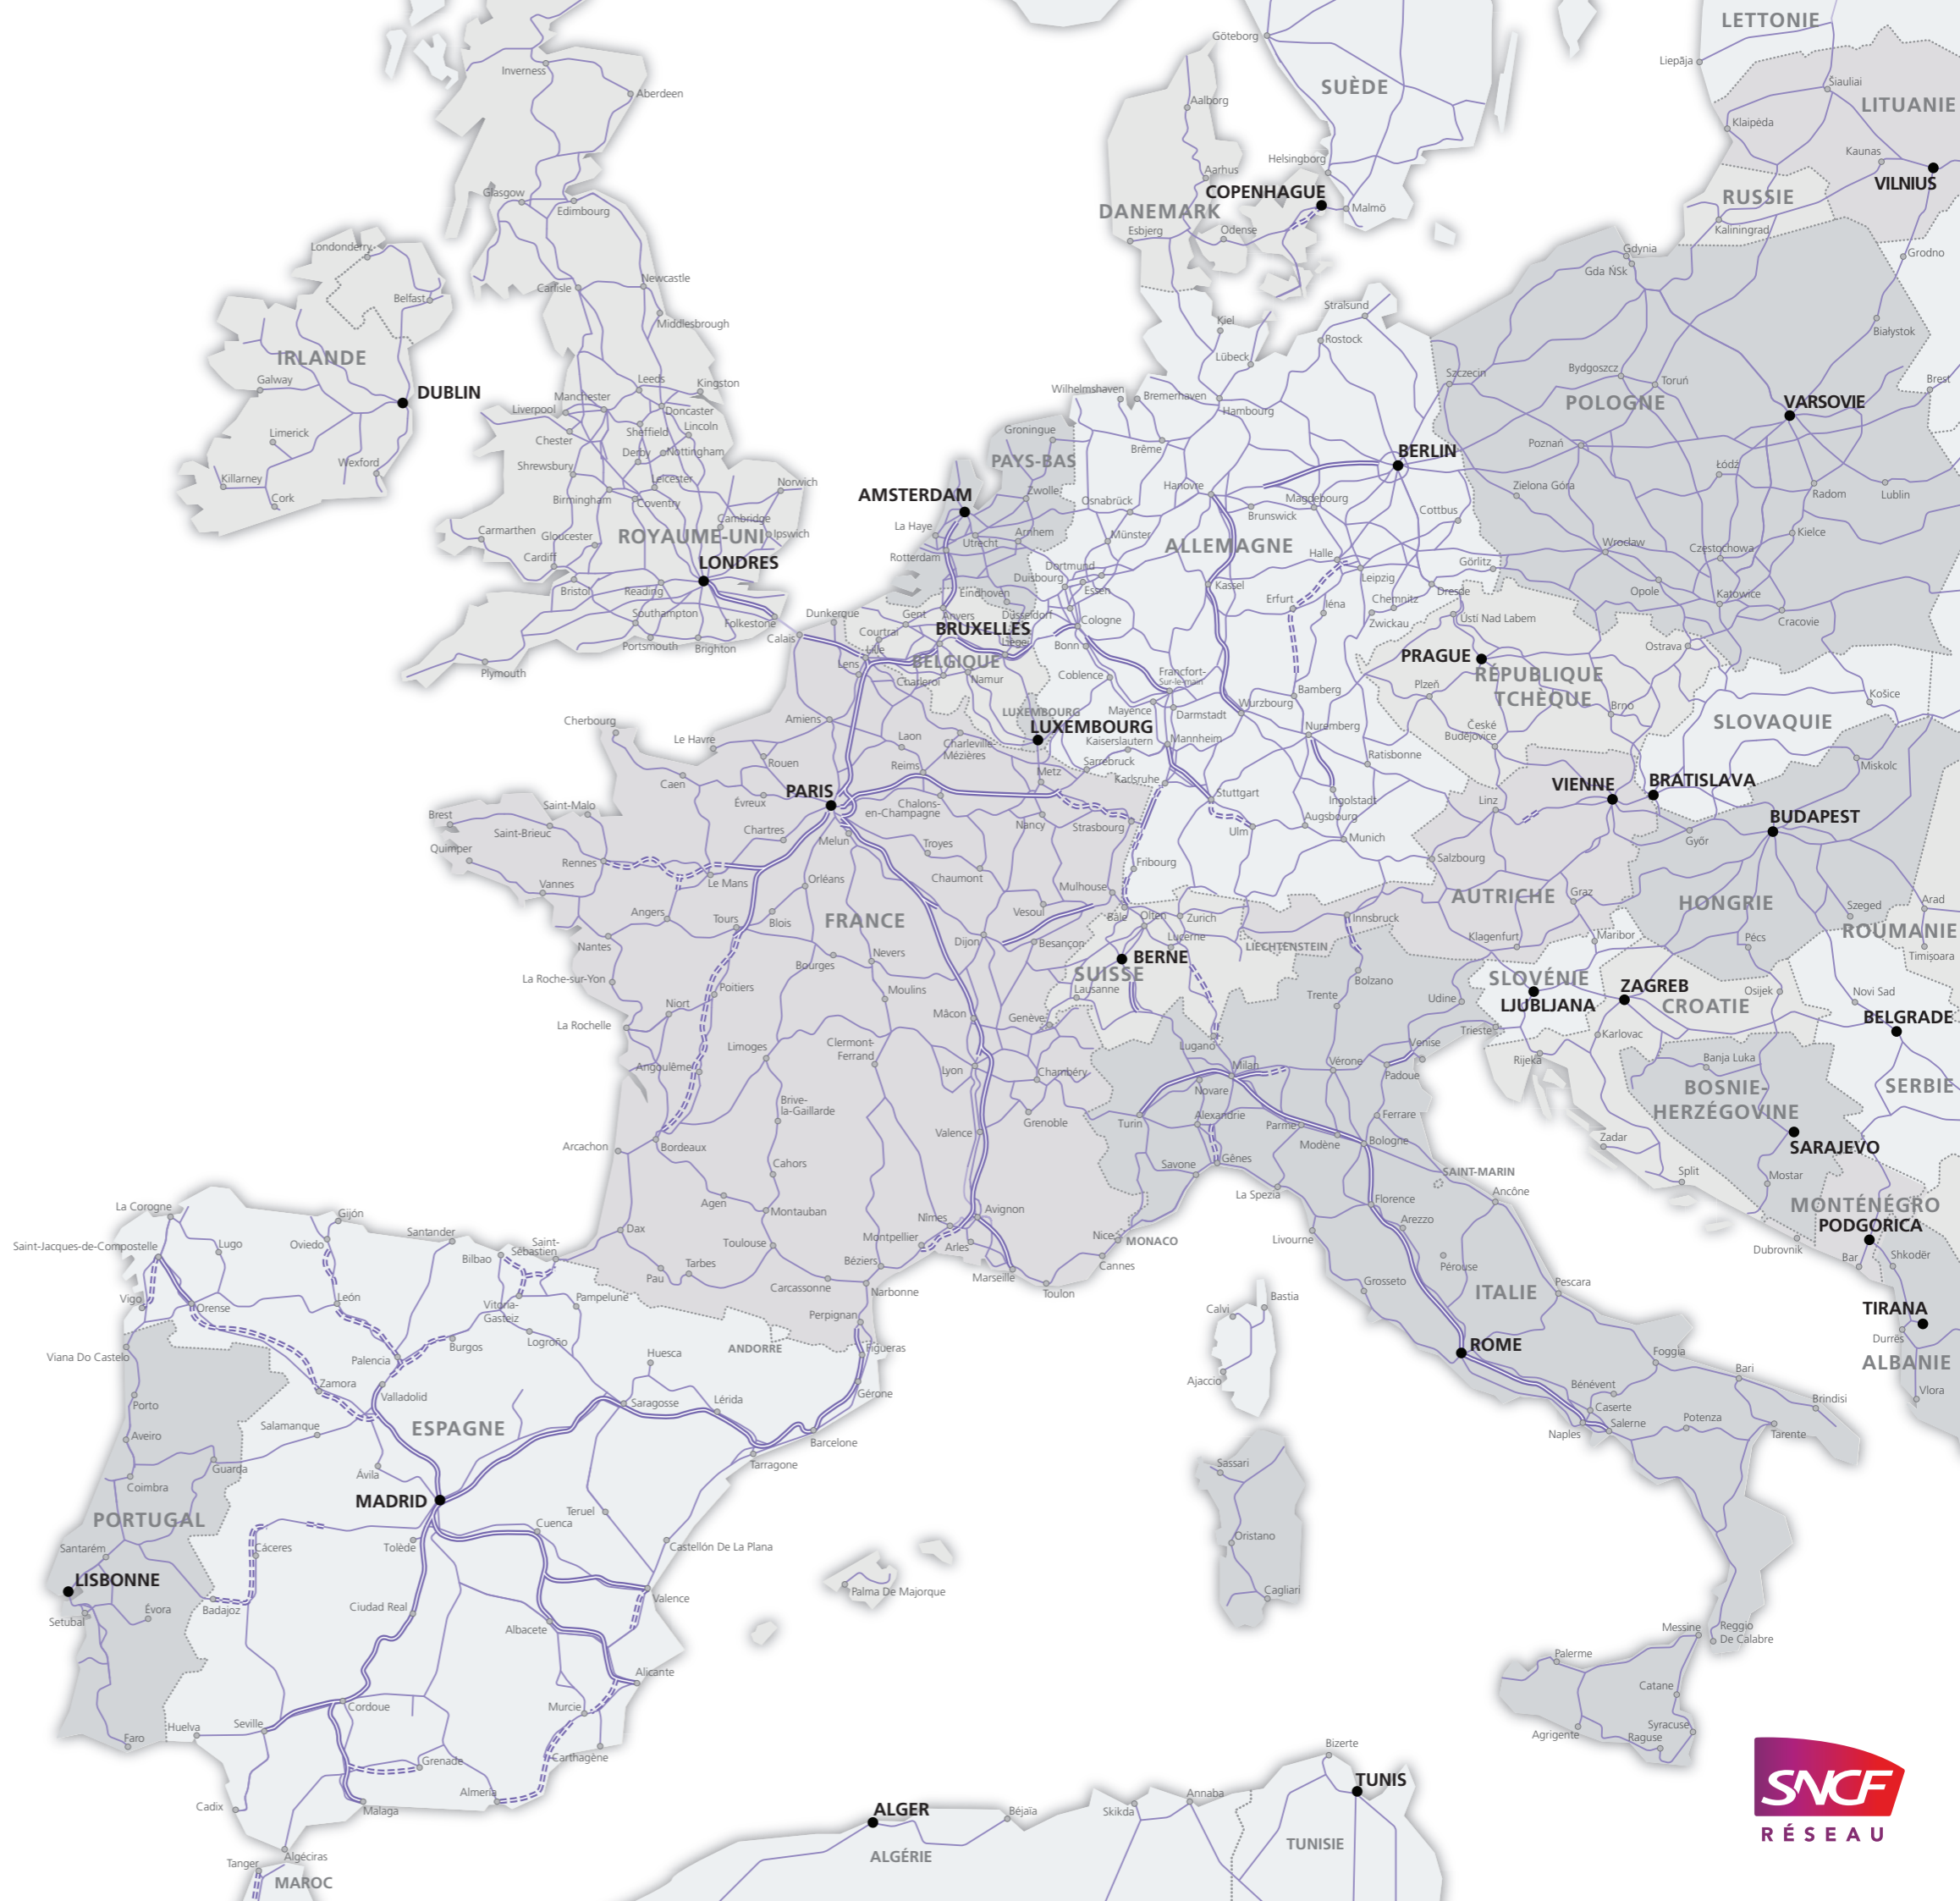 LETTONIE
Göteborg
Liepāja
Inverness
SUÈDE
Šiauliai
Aberdeen
Aalborg
LITUANIE
Klaipéda
Kaunas
Helsingborg
Aarhus
VILNIUS
Glasgow
COPENHAGUE
RUSSIE
Edimbourg
DANEMARK
Malmö
Esbjerg
Odense
Kaliningrad
Londonderry
Gdynia
Grodno
Gda ŃSk
Newcastle
Carlisle
Belfast
Stralsund
Kiel
Middlesbrough
Białystok
Rostock
IRLANDE
Lübeck
Galway
Leeds
Kingston
Szczecin
Bydgoszcz
Toruń
Brest
DUBLIN
Manchester
Wilhelmshaven
Bremerhaven
Liverpool
Doncaster
Hambourg
POLOGNE
VARSOVIE
Limerick
Chester
Sheffield
Lincoln
Groningue
Derby
Nottingham
Brême
BERLIN
Poznań
Wexford
Shrewsbury
PAYS-BAS
Łódź
Killarney
Leicester
Norwich
Hanovre
Zielona Góra
Cork
Birmingham
Coventry
AMSTERDAM
Zwolle
Osnabrück
Magdebourg
Radom
Lublin
Brunswick
Cottbus
Carmarthen
Gloucester
Cambridge
Ipswich
La Haye
Utrecht
Arnhem
Münster
Kielce
ROYAUME-UNI
ALLEMAGNE
Wrocław
Częstochowa
Cardiff
LONDRES
Rotterdam
Halle
Görlitz
Dortmund
Duisbourg
Leipzig
Bristol
Reading
Eindhoven
Essen
Kassel
Erfurt
Iéna
Chemnitz
Dresde
Opole
Katowice
Southampton
Folkestone
Dunkerque
Gent
Anvers
Düsseldorf
Zwickau
Ustí Nad Labem
Cracovie
Portsmouth
Brighton
Calais
Courtrai
BRUXELLES
Cologne
Lille
Liège
Bonn
Ostrava
Lens
BELGIQUE
PRAGUE
RÉPUBLIQUE
TCHÈQUE
Plymouth
Charleroi
Namur
Coblence
Francfort-
Sur-le-main
Plzeň
Bamberg
Košice
LUXEMBOURG
Mayence
Wurzbourg
Brno
Cherbourg
Amiens
LUXEMBOURG
Darmstadt
Nuremberg
České
Budějovice
SLOVAQUIE
Le Havre
Laon
Charleville-
Mézières
Kaiserslautern
Mannheim
Ratisbonne
Rouen
Reims
Metz
Sarrebruck
Karlsruhe
Miskolc
Caen
PARIS
VIENNE
BRATISLAVA
Évreux
Chalons-
en-Champagne
Stuttgart
Ingolstadt
Linz
Saint-Malo
Brest
Saint-Brieuc
Chartres
Nancy
Strasbourg
Augsbourg
BUDAPEST
Melun
Ulm
Munich
Győr
Quimper
Rennes
Troyes
Salzbourg
Vannes
Le Mans
Orléans
Chaumont
Fribourg
Mulhouse
AUTRICHE
Graz
HONGRIE
Arad
Angers
Tours
Blois
FRANCE
Vesoul
Bâle
Olten
Zurich
Innsbruck
Szeged
Nantes
Dijon
Besançon
Lucerne
LIECHTENSTEIN
Klagenfurt
Maribor
Pécs
ROUMANIE
Nevers
BERNE
Timișoara
Bourges
SUISSE
La Roche-sur-Yon
Poitiers
Moulins
Lausanne
Bolzano
SLOVÉNIE
ZAGREB
Osijek
Novi Sad
Niort
Trente
Udine
LJUBLJANA
CROATIE
La Rochelle
Mâcon
Genève
Trieste
BELGRADE
Limoges
Clermont-
Ferrand
Lugano
Venise
Karlovac
Angoulême
Lyon
Chambéry
Milan
Vérone
Rijeka
Banja Luka
Novare
Padoue
BOSNIE-
HERZÉGOVINE
SERBIE
Brive-
la-Gaillarde
Grenoble
Turin
Alexandrie
Ferrare
Parme
Valence
Modène
Bologne
Zadar
SARAJEVO
Arcachon
Bordeaux
Cahors
Savone
Gênes
SAINT-MARIN
Split
Mostar
La Spezia
Ancône
La Corogne
Agen
Montauban
Avignon
Florence
MONTÉNÉGRO
Gijón
Nîmes
Arezzo
PODGORICA
Saint-Jacques-de-Compostelle
Lugo
Oviedo
Santander
Dax
Toulouse
Montpellier
Arles
Nice
MONACO
Livourne
Dubrovnik
Bar
Shkodër
Bilbao
Saint-
Sébastien
Pau
Tarbes
Béziers
Marseille
Cannes
Pérouse
Vigo
Orense
León
Vitoria-
Gasteiz
Pampelune
Carcassonne
Narbonne
Toulon
Grosseto
Pescara
ITALIE
Perpignan
Calvi
Bastia
TIRANA
Viana Do Castelo
Palencia
Burgos
Logroño
ANDORRE
Figueras
ROME
Durrës
Huesca
Foggia
ALBANIE
Zamora
Valladolid
Gérone
Ajaccio
Bari
Porto
Saragosse
Lérida
Bénévent
Vlora
Brindisi
Salamanque
ESPAGNE
Caserte
Aveiro
Barcelone
Naples
Salerne
Potenza
Tarente
Guarda
Ávila
Tarragone
Sassari
Coimbra
MADRID
PORTUGAL
Teruel
Cuenca
Oristano
Santarém
Cáceres
Tolède
Castellón De La Plana
LISBONNE
Palma De Majorque
Cagliari
Setubal
Évora
Badajoz
Ciudad Real
Valence
Albacete
Messine
Reggio
De Calabre
Palerme
Alicante
Catane
Cordoue
Murcie
Huelva
Seville
Syracuse
Faro
Agrigente
Raguse
Grenade
Carthagène
Bizerte
Almeria
TUNIS
Cadix
Malaga
ALGER
Béjaïa
Skikda
Annaba
SNCF
RÉSEAU
Algéciras
ALGÉRIE
TUNISIE
Tanger
MAROC